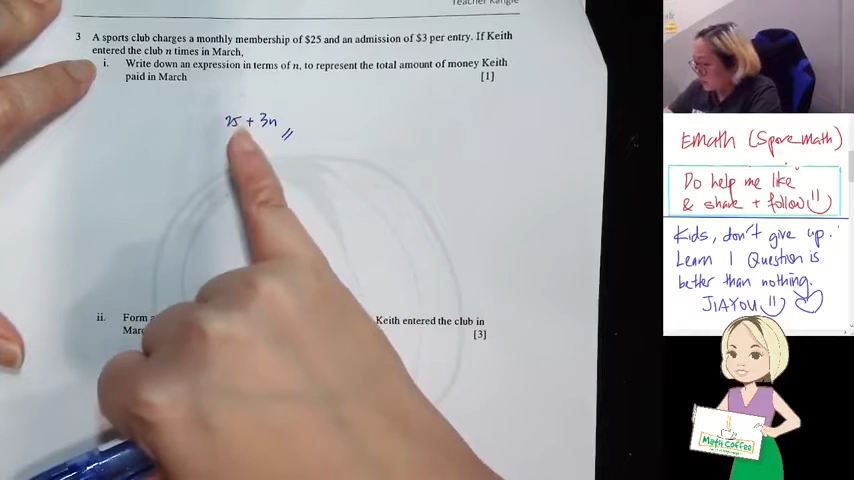 Teacher Rangie
3 A sports club charges a monthly membership of $25 and an admission of $3 per entry. If Keith
entered the club n times in March,
i. Write down an expression in terms of n, to represent the total amount of money Keith
paid in March
[1]
25 + 3n
ii. Form
Keith entered the club in
[3]
EMath (Spore Math)
Do help me like
& share + follow
Kids, don't give up.
Learn 1 Question is
better than nothing.
JIAYOU
Math Coffee